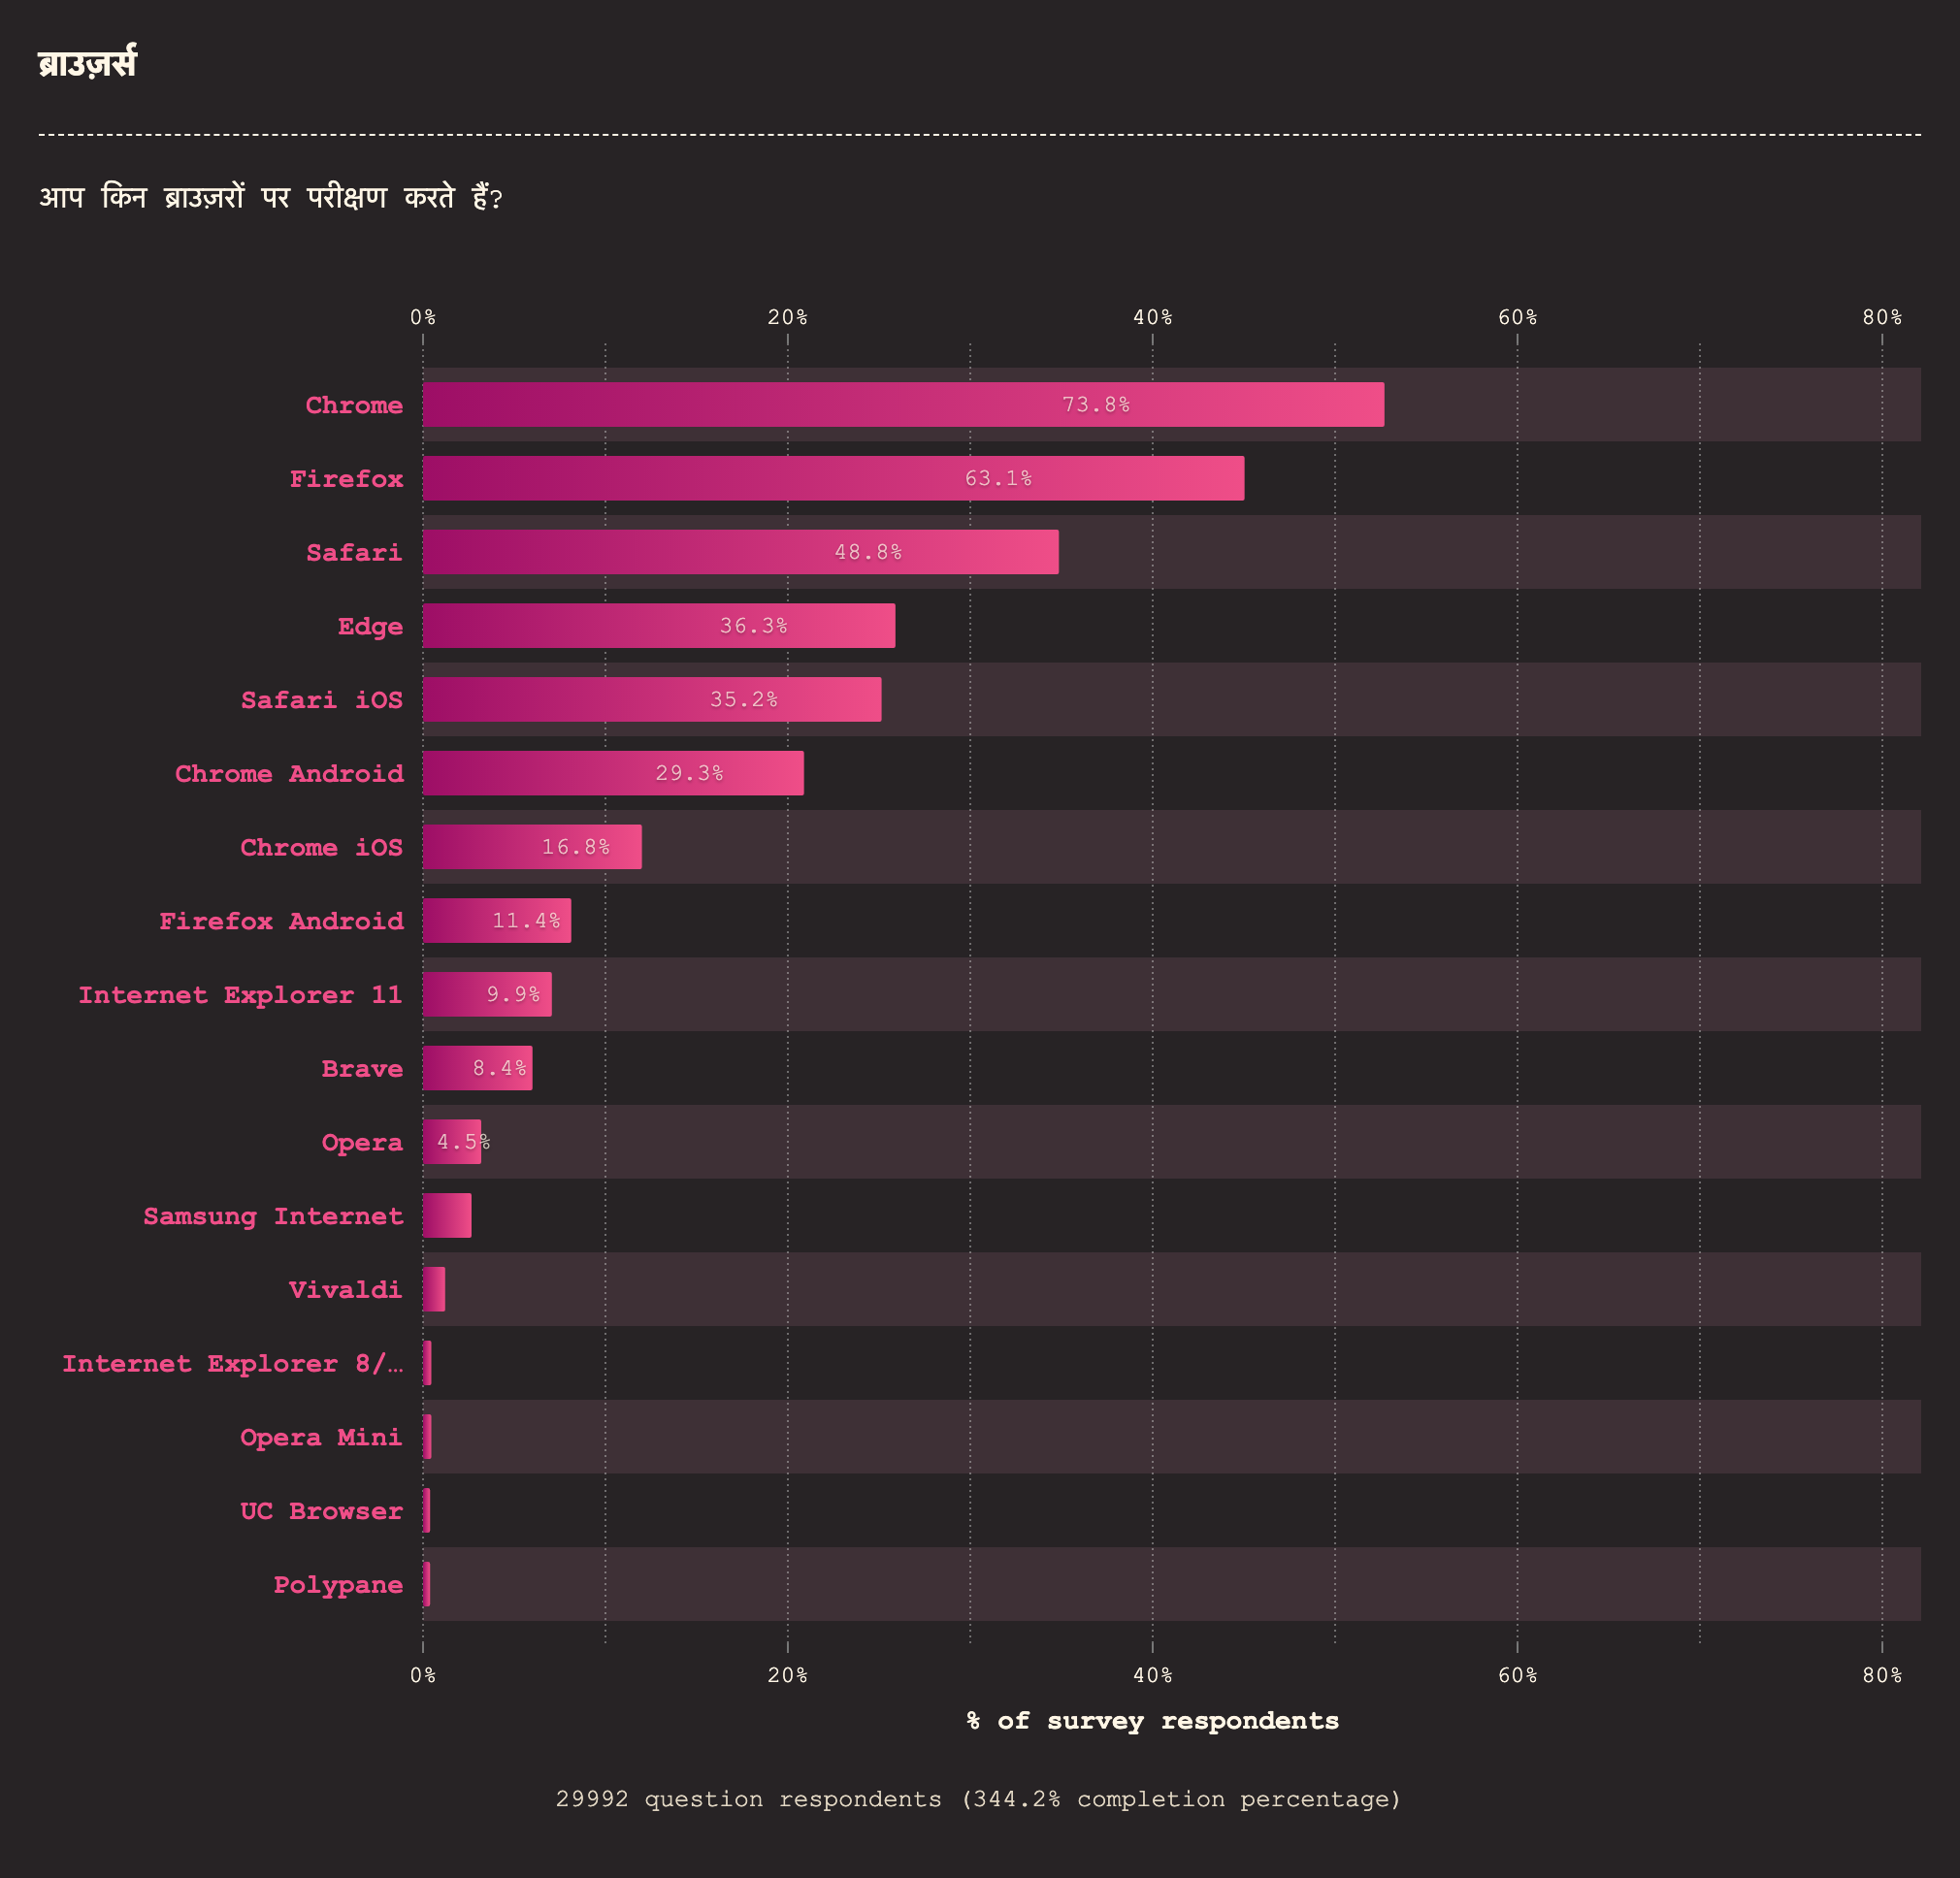 ब्राउज़र्स
आप किन ब्राउज़रों पर परीक्षण करते हैं?
0% 20% 40% 60% 80%
Chrome 73.8%
Firefox 63.1%
Safari 48.8%
Edge 36.3%
Safari iOS 35.2%
Chrome Android 29.3%
Chrome iOS 16.8%
Firefox Android 11.4%
Internet Explorer 11 9.9%
Brave 8.4%
Opera 4.5%
Samsung Internet
Vivaldi
Internet Explorer 8/…
Opera Mini
UC Browser
Polypane
0% 20% 40% 60% 80%
% of survey respondents
29992 question respondents (344.2% completion percentage)